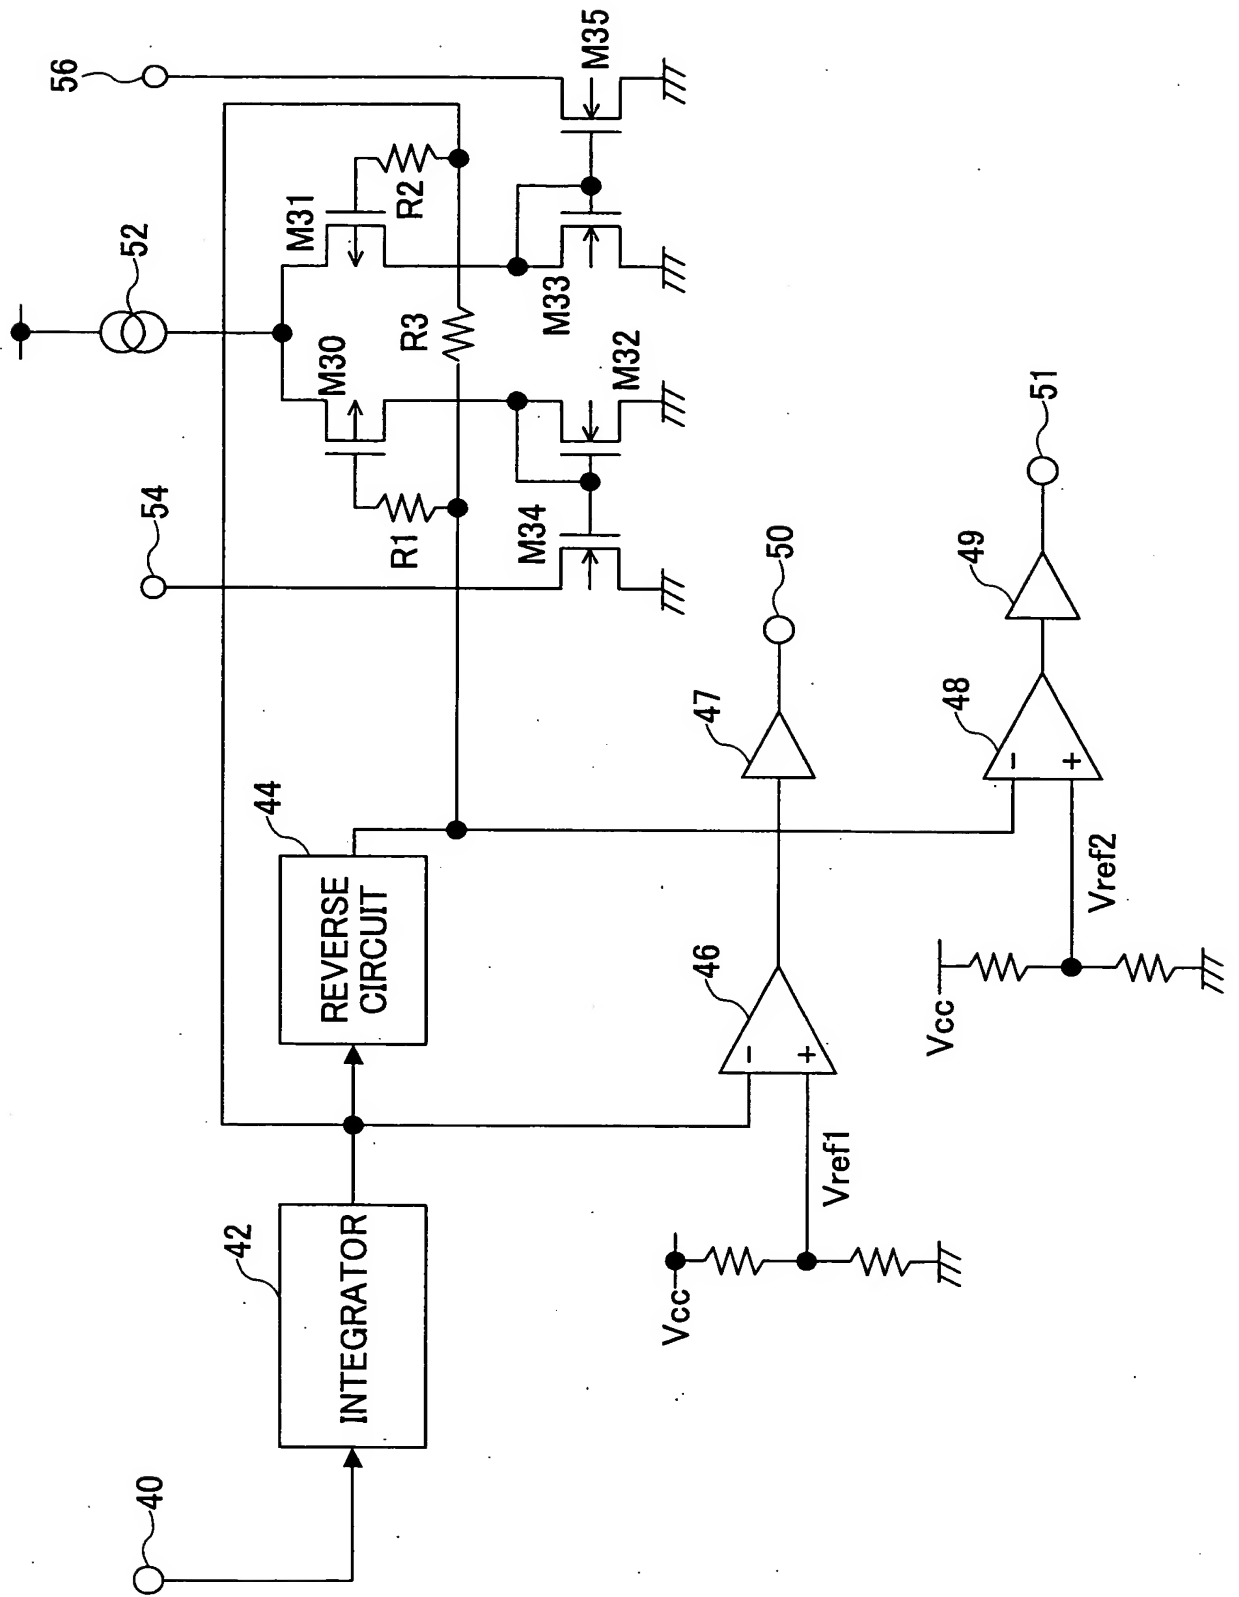 56
52
40
54
42
44
M31
M30
REVERSE
CIRCUIT
INTEGRATOR
R1
R3
R2
M34
M33
M35
M32
Vcc
46
47
50
−
+
Vref1
Vcc
48
49
−
+
51
Vref2